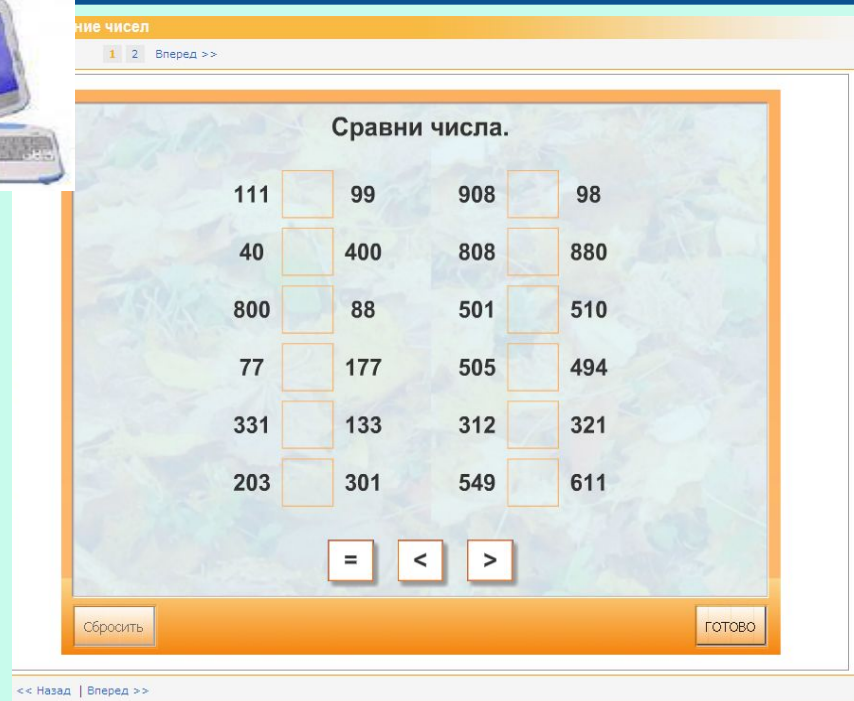 ние чисел
1 2 Вперед >>
Сравни числа.
111 99 908 98
40 400 808 880
800 88 501 510
77 177 505 494
331 133 312 321
203 301 549 611
= < >
Сбросить ГОТОВО
<< Назад | Вперед >>